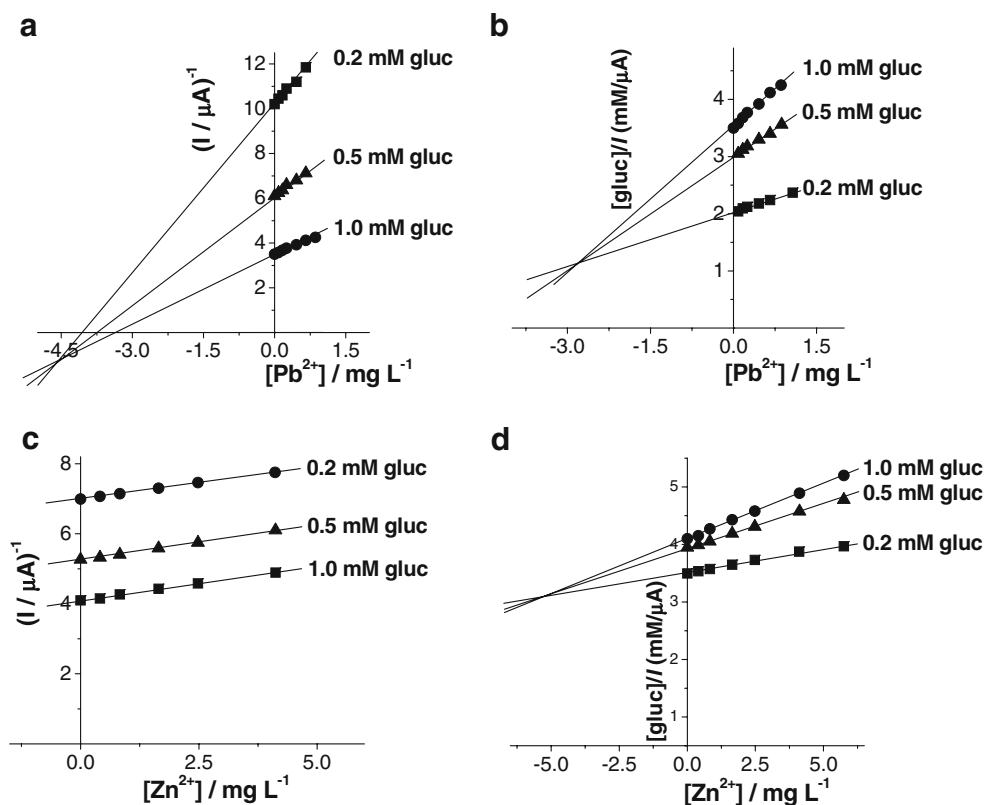 a
(I / μA)⁻¹
12
10
8
6
4
2
0.2 mM gluc
0.5 mM gluc
1.0 mM gluc
-4.5
-3.0
-1.5
0.0
1.5
[Pb²⁺] / mg L⁻¹
b
[gluc]/I (mM/μA)
4
3
2
1
1.0 mM gluc
0.5 mM gluc
0.2 mM gluc
-3.0
-1.5
0.0
1.5
[Pb²⁺] / mg L⁻¹
c
(I / μA)⁻¹
8
6
4
2
0.2 mM gluc
0.5 mM gluc
1.0 mM gluc
0.0
2.5
5.0
[Zn²⁺] / mg L⁻¹
d
[gluc]/I (mM/μA)
5
4
3
2
1
1.0 mM gluc
0.5 mM gluc
0.2 mM gluc
-5.0
-2.5
0.0
2.5
5.0
[Zn²⁺] / mg L⁻¹